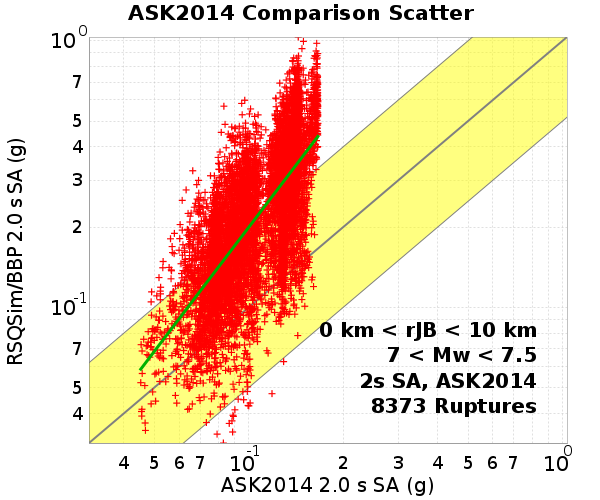 ASK2014 Comparison Scatter
RSQSim/BBP 2.0 s SA (g)
10^0
7
5
4
3
2
10^-1
7
5
4
0 km < rJB < 10 km
7 < Mw < 7.5
2s SA, ASK2014
8373 Ruptures
4 5 6 7 10^-1 2 3 4 5 6 7 10^0
ASK2014 2.0 s SA (g)